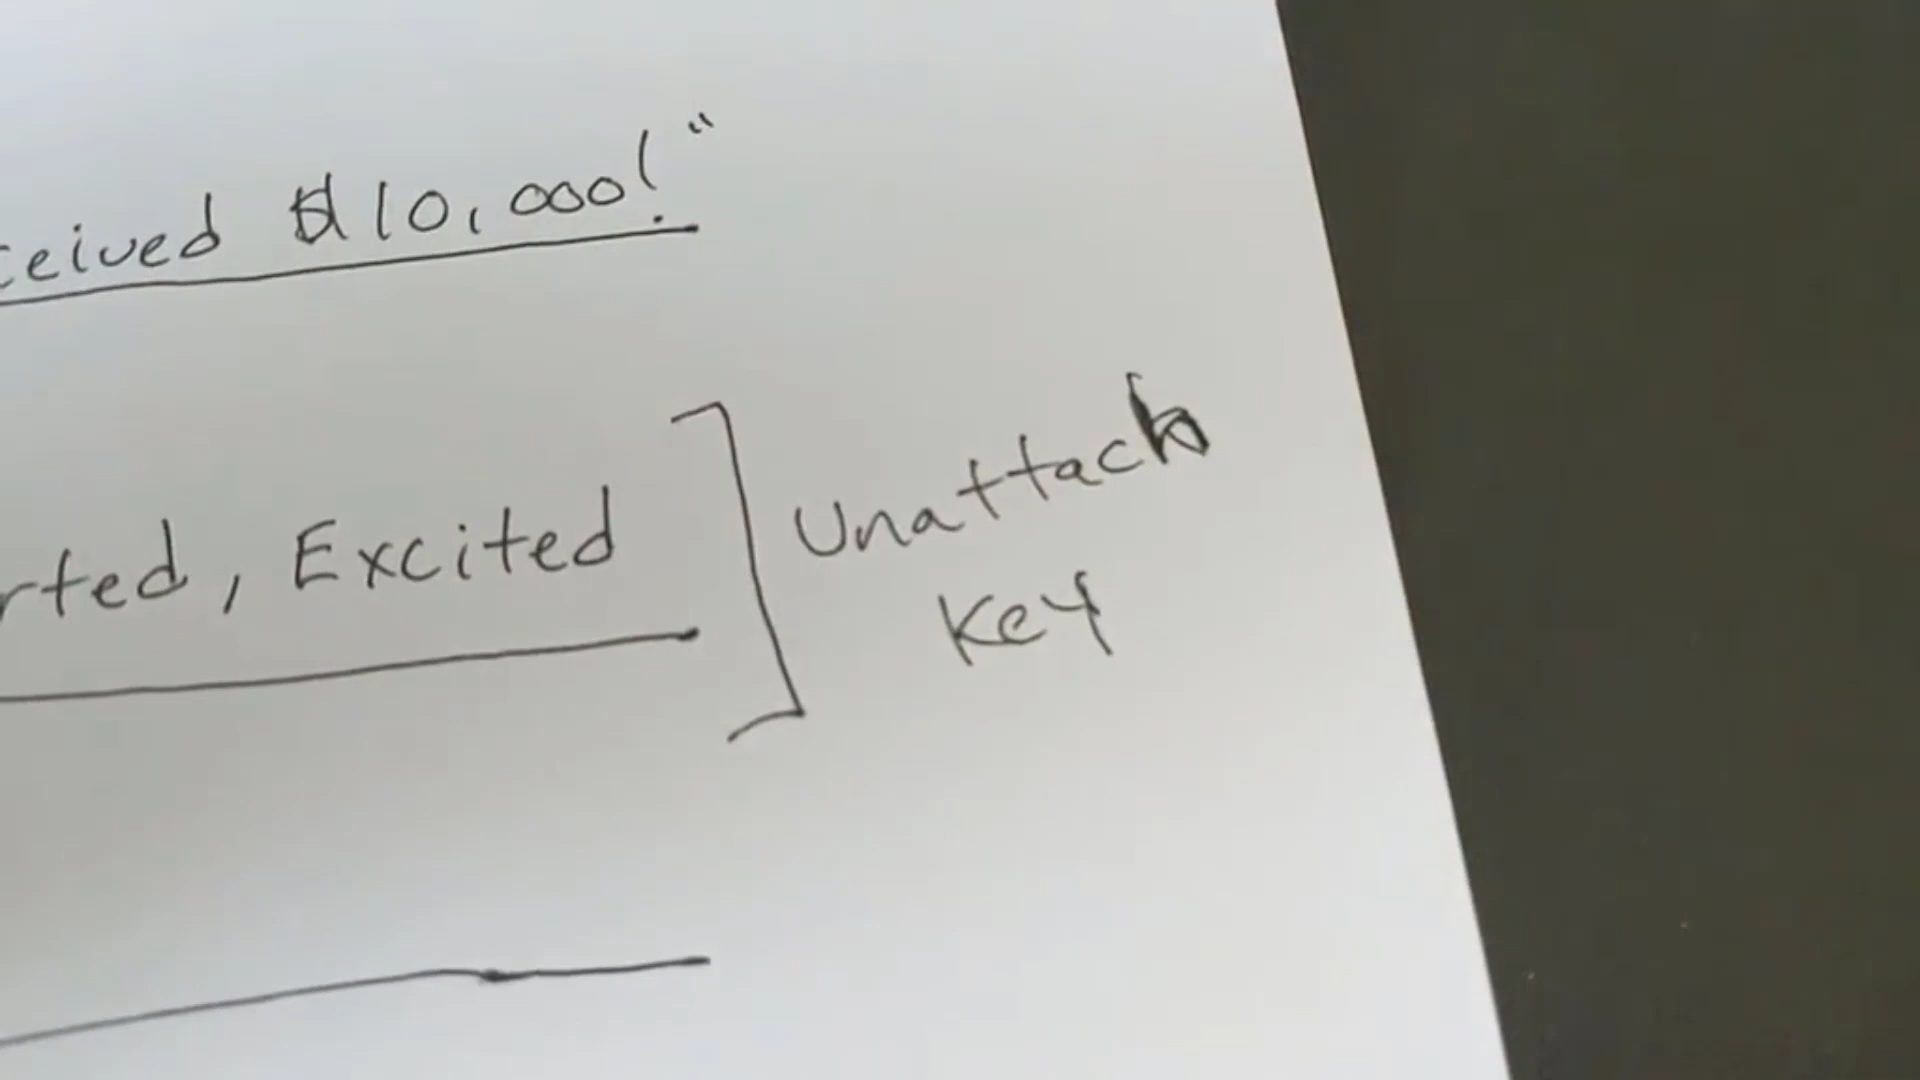 ceived $10,000!"
rted, Excited
Unattach
Key